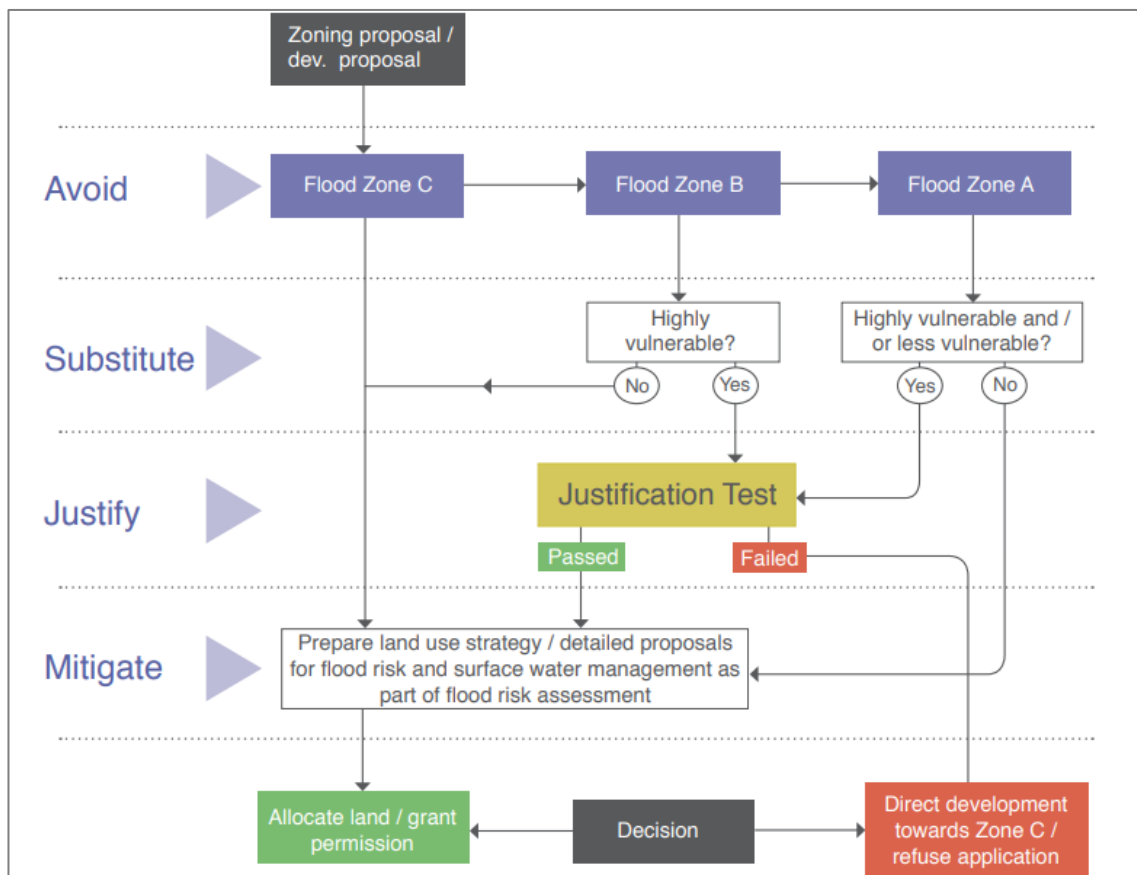 Zoning proposal /
dev. proposal
Avoid
Flood Zone C
Flood Zone B
Flood Zone A
Substitute
Highly
vulnerable?
Highly vulnerable and /
or less vulnerable?
No
Yes
Yes
No
Justify
Justification Test
Passed
Failed
Mitigate
Prepare land use strategy / detailed proposals
for flood risk and surface water management as
part of flood risk assessment
Allocate land / grant
permission
Decision
Direct development
towards Zone C /
refuse application